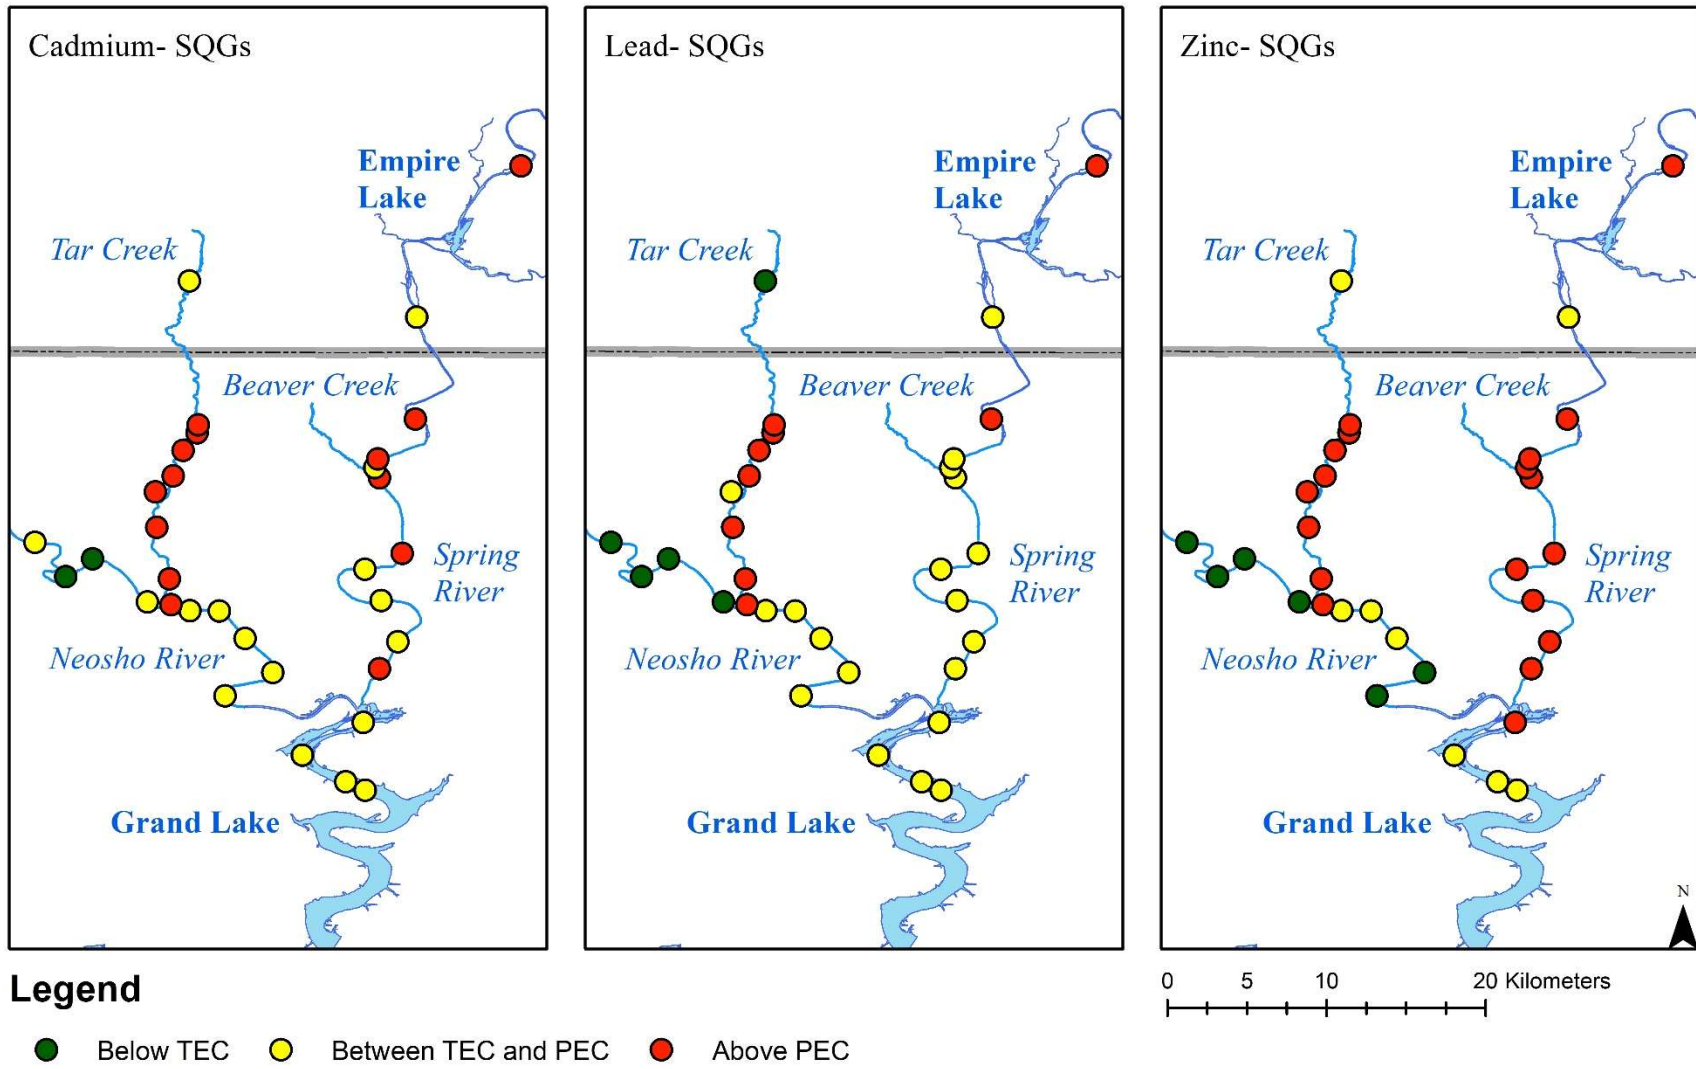 Cadmium- SQGs
Empire
Lake
Tar Creek
Beaver Creek
Spring
River
Neosho River
Grand Lake
Lead- SQGs
Empire
Lake
Tar Creek
Beaver Creek
Spring
River
Neosho River
Grand Lake
Zinc- SQGs
Empire
Lake
Tar Creek
Beaver Creek
Spring
River
Neosho River
Grand Lake
N
0 5 10 20 Kilometers
Legend
Below TEC Between TEC and PEC Above PEC